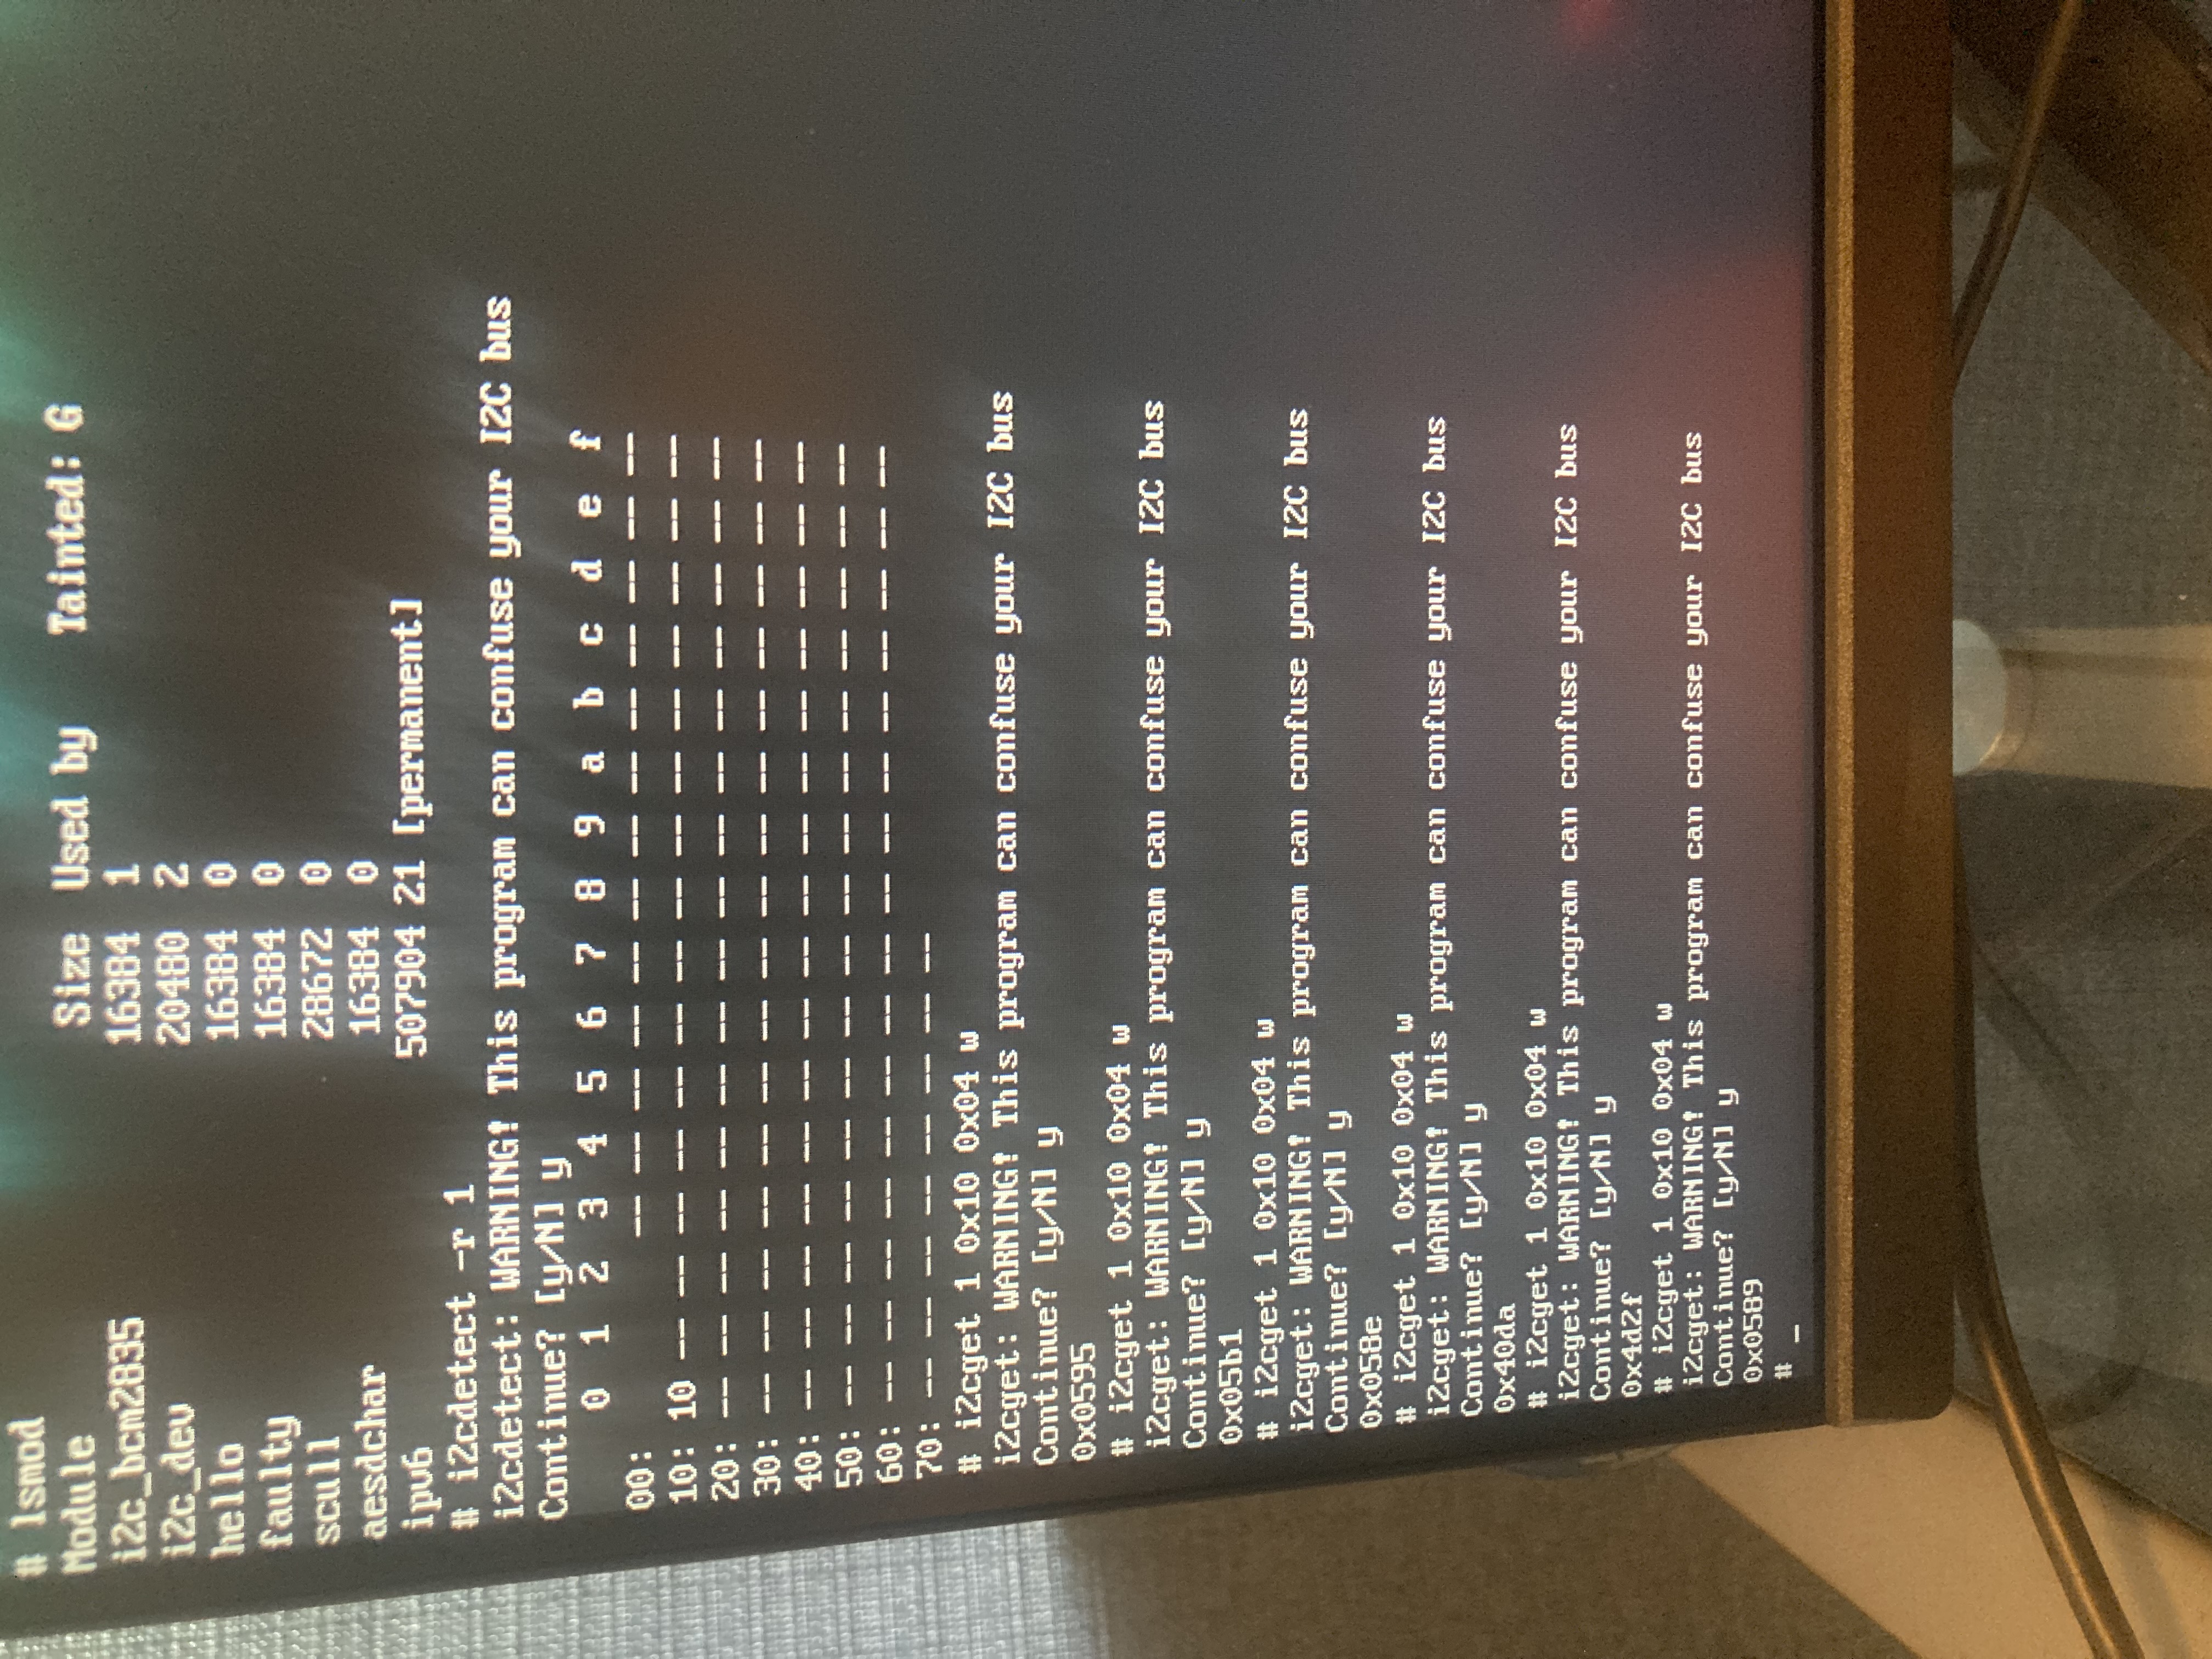 # lsmod
Module Size Used by Tainted: G
i2c_bcm2835 16384 1
i2c_dev 20480 2
hello 16384 0
faulty 16384 0
scull 28672 0
aesdchar 16384 0
ipv6 507904 21 [permanent]
# i2cdetect -r 1
i2cdetect: WARNING! This program can confuse your I2C bus
Continue? [y/N] y
0 1 2 3 4 5 6 7 8 9 a b c d e f
00: -- -- -- -- -- -- -- -- -- -- -- -- --
10: 10 -- -- -- -- -- -- -- -- -- -- -- -- -- -- --
20: -- -- -- -- -- -- -- -- -- -- -- -- -- -- -- --
30: -- -- -- -- -- -- -- -- -- -- -- -- -- -- -- --
40: -- -- -- -- -- -- -- -- -- -- -- -- -- -- -- --
50: -- -- -- -- -- -- -- -- -- -- -- -- -- -- -- --
60: -- -- -- -- -- -- -- -- -- -- -- -- -- -- -- --
70: -- -- -- -- -- -- -- --
# i2cget 1 0x10 0x04 w
i2cget: WARNING! This program can confuse your I2C bus
Continue? [y/N] y
0x0595
# i2cget 1 0x10 0x04 w
i2cget: WARNING! This program can confuse your I2C bus
Continue? [y/N] y
0x05b1
# i2cget 1 0x10 0x04 w
i2cget: WARNING! This program can confuse your I2C bus
Continue? [y/N] y
0x058e
# i2cget 1 0x10 0x04 w
i2cget: WARNING! This program can confuse your I2C bus
Continue? [y/N] y
0x40da
# i2cget 1 0x10 0x04 w
i2cget: WARNING! This program can confuse your I2C bus
Continue? [y/N] y
0x4d2f
# i2cget 1 0x10 0x04 w
i2cget: WARNING! This program can confuse your I2C bus
Continue? [y/N] y
0x0589
# _